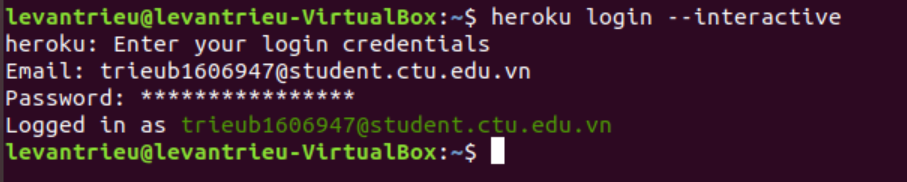 levantrieu@levantrieu-VirtualBox:~$ heroku login --interactive
heroku: Enter your login credentials
Email: trieub1606947@student.ctu.edu.vn
Password: ****************
Logged in as trieub1606947@student.ctu.edu.vn
levantrieu@levantrieu-VirtualBox:~$